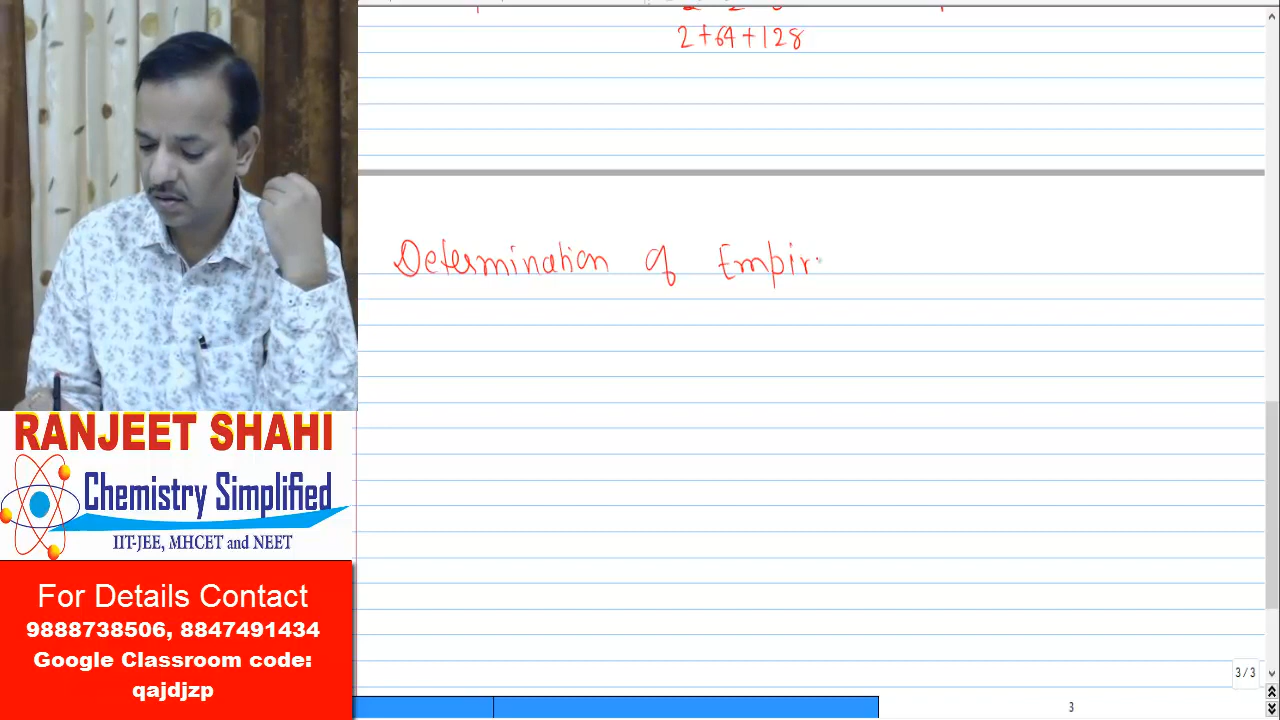 2+64+128
Determination of Empir
RANJEET SHAHI
Chemistry Simplified
IIT-JEE, MHCET and NEET
For Details Contact
9888738506, 8847491434
Google Classroom code:
qajdjzp
3/3
3